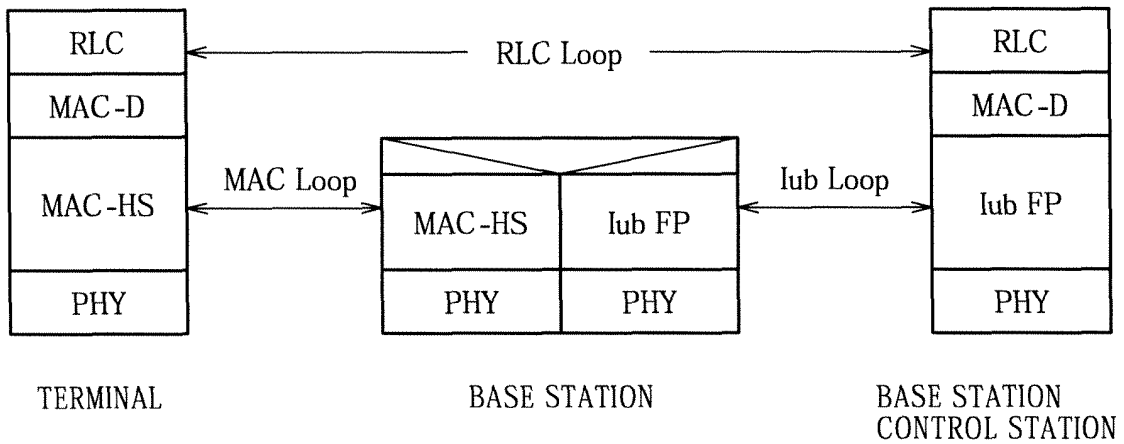 RLC
MAC-D
MAC-HS
PHY
TERMINAL
RLC Loop
MAC Loop
MAC-HS
Iub FP
PHY
PHY
BASE STATION
Iub Loop
RLC
MAC-D
Iub FP
PHY
BASE STATION
CONTROL STATION